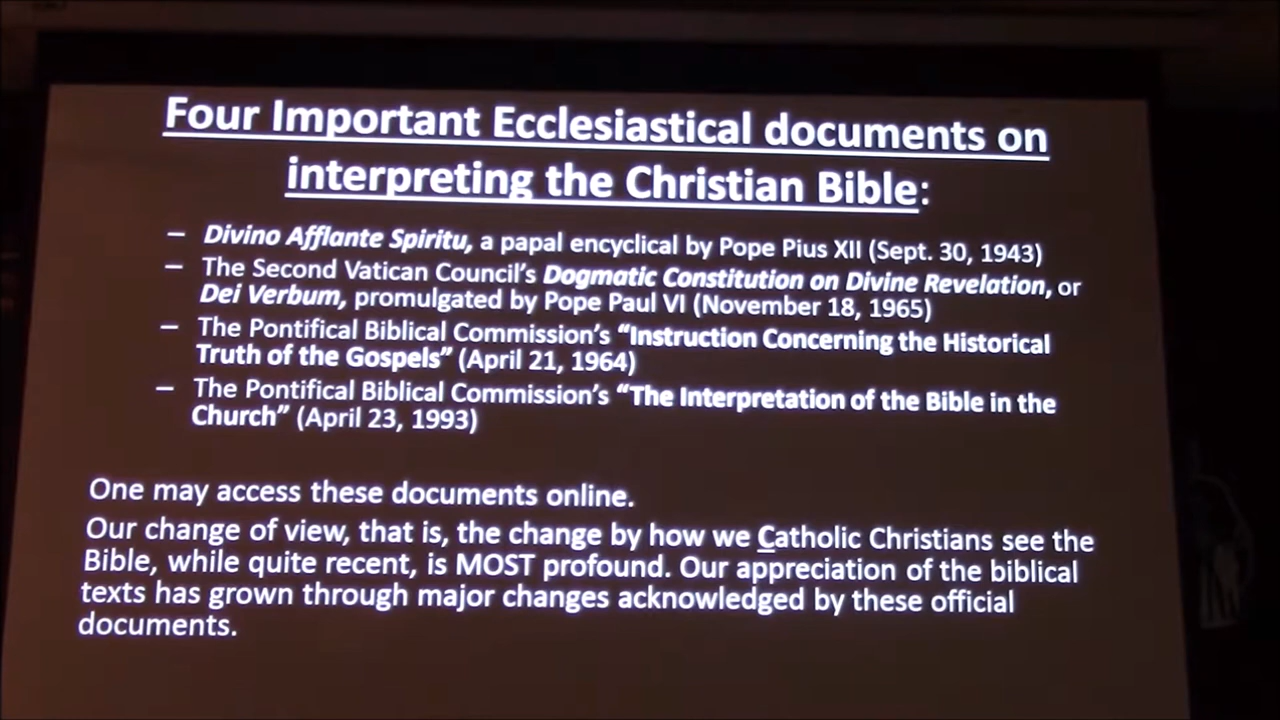 Four Important Ecclesiastical documents on
interpreting the Christian Bible:
– Divino Afflante Spiritu, a papal encyclical by Pope Pius XII (Sept. 30, 1943)
– The Second Vatican Council's Dogmatic Constitution on Divine Revelation, or
Dei Verbum, promulgated by Pope Paul VI (November 18, 1965)
– The Pontifical Biblical Commission's “Instruction Concerning the Historical
Truth of the Gospels” (April 21, 1964)
– The Pontifical Biblical Commission's “The Interpretation of the Bible in the
Church” (April 23, 1993)
One may access these documents online.
Our change of view, that is, the change by how we Catholic Christians see the
Bible, while quite recent, is MOST profound. Our appreciation of the biblical
texts has grown through major changes acknowledged by these official
documents.